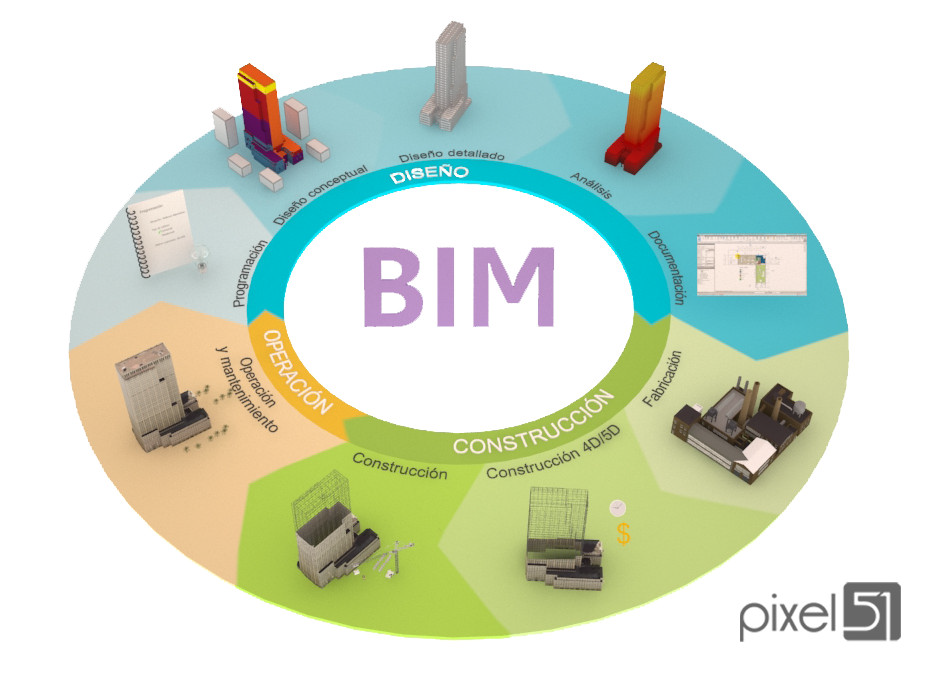 Diseño detallado
DISEÑO
Diseño conceptual
Análisis
Programación
Documentación
BIM
OPERACIÓN
Operación
y mantenimiento
Fabricación
CONSTRUCCIÓN
Construcción
Construcción 4D/5D
$
pixel 51